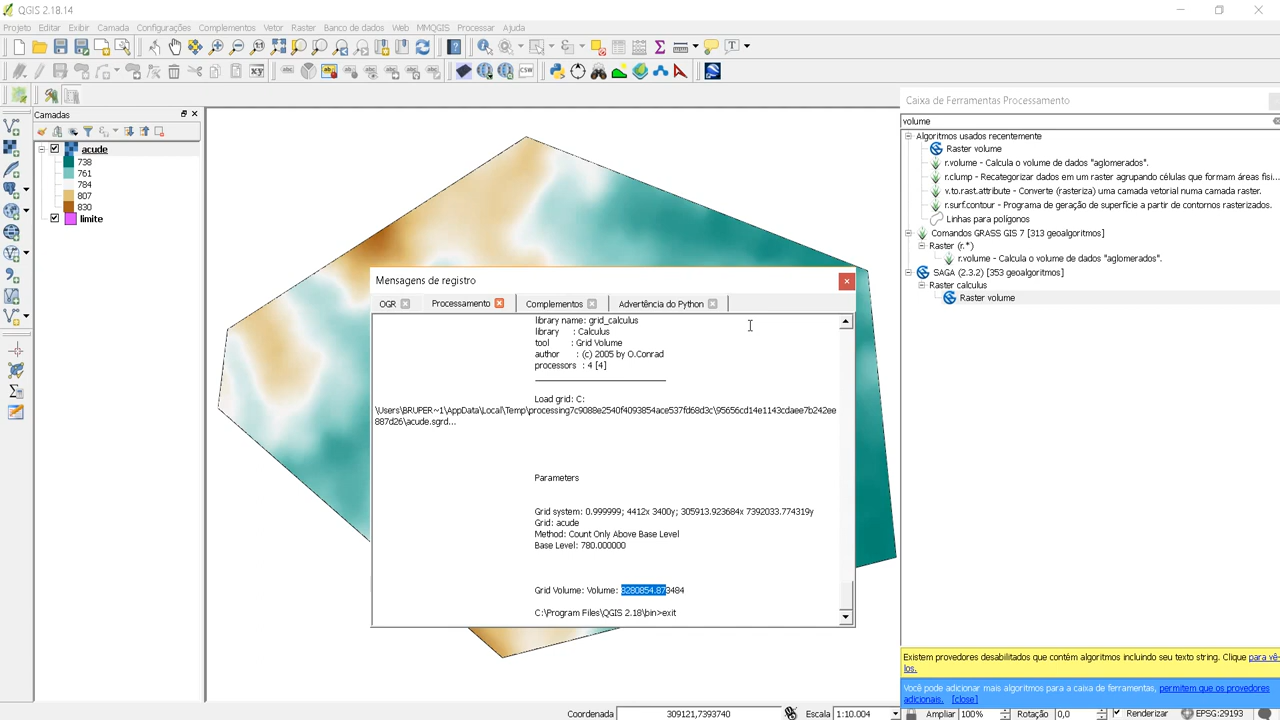 QGIS 2.18.14
Projeto Editar Exibir Camada Configurações Complementos Vetor Raster Banco de dados Web MMQGIS Processar Ajuda
CSW
Camadas
acude
738
761
784
807
830
limite
Caixa de Ferramentas Processamento
volume
Algoritmos usados recentemente
Raster volume
r.volume - Calcula o volume de dados "aglomerados".
r.clump - Recategorizar dados em um raster agrupando células que formam áreas fisi...
v.to.rast.attribute - Converte (rasteriza) uma camada vetorial numa camada raster.
r.surf.contour - Programa de geração de superfície a partir de contornos rasterizados.
Linhas para polígonos
Comandos GRASS GIS 7 [313 geoalgoritmos]
Raster (r.*)
r.volume - Calcula o volume de dados "aglomerados".
SAGA (2.3.2) [353 geoalgoritmos]
Raster calculus
Raster volume
Mensagens de registro
OGR Processamento Complementos Advertência do Python
library name: grid_calculus
library : Calculus
tool : Grid Volume
author : (c) 2005 by O.Conrad
processors : 4 [4]
Load grid: C:
\Users\BRUPER~1\AppData\Local\Temp\processing7c9088e2540f4093854ace537fd68d3c\95656cd14e1143cdaee7b242ee
887d26\acude.sgrd...
Parameters
Grid system: 0.999999; 4412x 3400y; 305913.923684x 7392033.774319y
Grid: acude
Method: Count Only Above Base Level
Base Level: 780.000000
Grid Volume: Volume: 8280854.873484
C:\Program Files\QGIS 2.18\bin>exit
Existem provedores desabilitados que contêm algoritmos incluindo seu texto string. Clique para vê-
los.
Você pode adicionar mais algoritmos para a caixa de ferramentas, permitem que os provedores
adicionais. [close]
Coordenada 309121,7393740 Escala 1:10.004 Ampliar 100% Rotação 0,0 Renderizar EPSG:29193